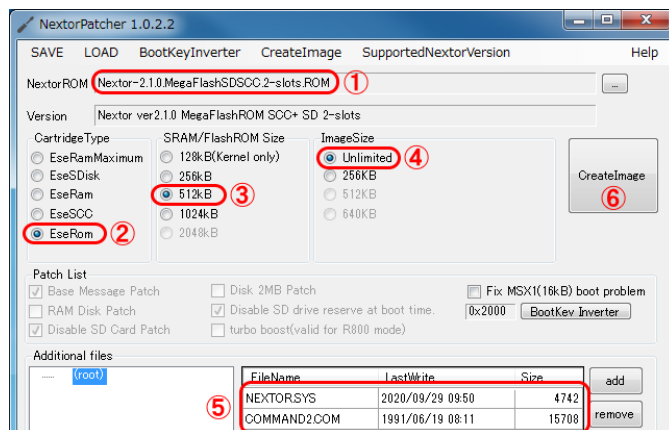 NextorPatcher 1.0.2.2
SAVE LOAD BootKeyInverter CreateImage SupportedNextorVersion Help
NextorROM Nextor-2.1.0.MegaFlashSDSCC.2-slots.ROM ① ...
Version Nextor ver2.1.0 MegaFlashROM SCC+ SD 2-slots
CartridgeType SRAM/FlashROM Size ImageSize
EseRamMaximum 128kB(Kernel only) Unlimited ④
EseSDisk 256kB 256KB CreateImage
EseRam 512kB ③ 512KB ⑥
EseSCC 1024kB 640KB
EseRom ② 2048kB
Patch List
Base Message Patch Disk 2MB Patch Fix MSX1(16kB) boot problem
RAM Disk Patch Disable SD drive reserve at boot time. 0x2000 BootKey Inverter
Disable SD Card Patch turbo boost(valid for R800 mode)
Additional files
(root) FileName LastWrite Size add
⑤ NEXTOR.SYS 2020/09/29 09:50 4742
COMMAND2.COM 1991/06/19 08:11 15708 remove